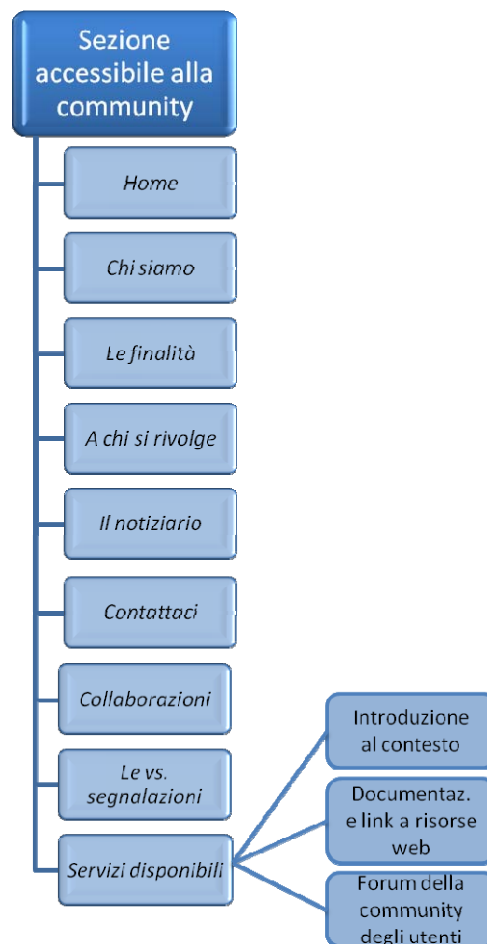 Sezione
accessibile alla
community
Home
Chi siamo
Le finalità
A chi si rivolge
Il notiziario
Contattaci
Collaborazioni
Le vs.
segnalazioni
Servizi disponibili
Introduzione
al contesto
Documentaz.
e link a risorse
web
Forum della
community
degli utenti